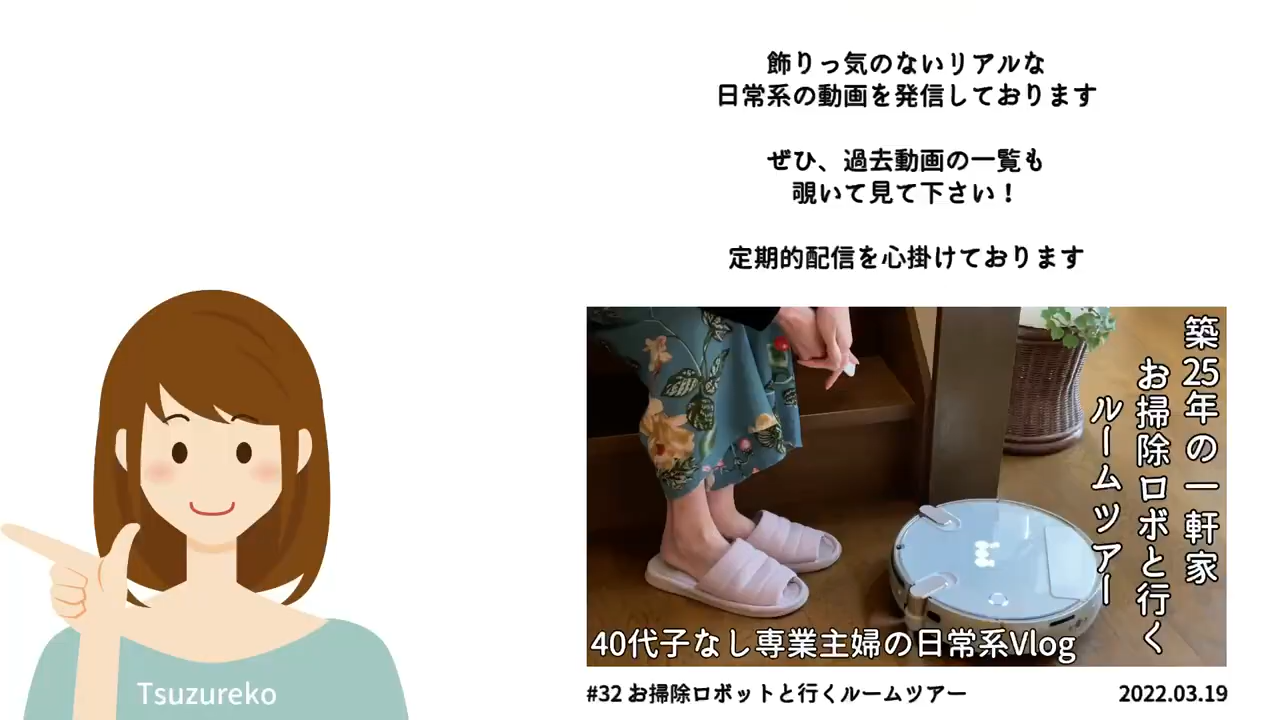 飾りっ気のないリアルな
日常系の動画を発信しております
ぜひ、過去動画の一覧も
覗いて見て下さい！
定期的配信を心掛けております
築25年の一軒家
お掃除ロボと行く
ルームツアー
40代子なし専業主婦の日常系Vlog
#32 お掃除ロボットと行くルームツアー
2022.03.19
Tsuzureko